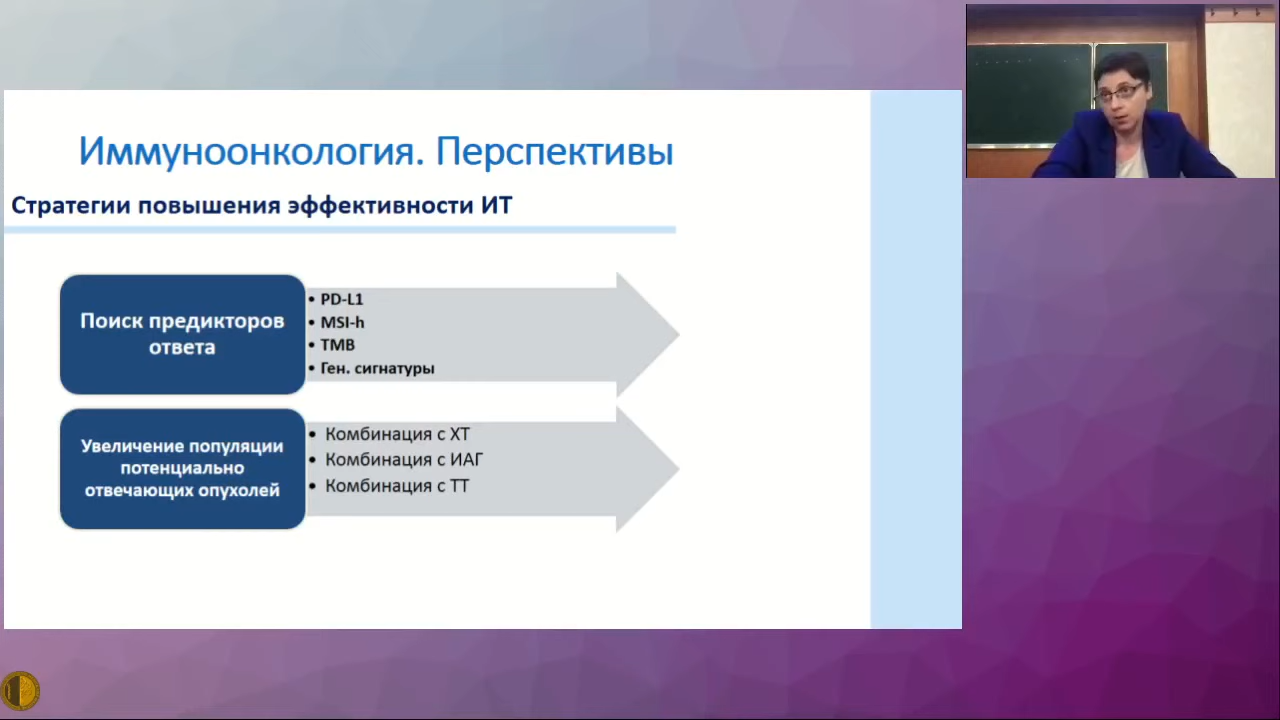 Иммуноонкология. Перспективы
Стратегии повышения эффективности ИТ
Поиск предикторов
ответа
• PD-L1
• MSI-h
• TMB
• Ген. сигнатуры
Увеличение популяции
потенциально
отвечающих опухолей
• Комбинация с ХТ
• Комбинация с ИАГ
• Комбинация с ТТ